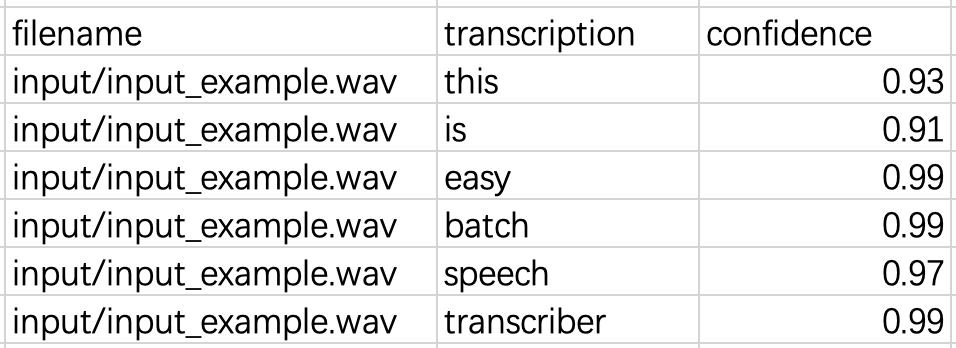 filename transcription confidence
input/input_example.wav this 0.93
input/input_example.wav is 0.91
input/input_example.wav easy 0.99
input/input_example.wav batch 0.99
input/input_example.wav speech 0.97
input/input_example.wav transcriber 0.99